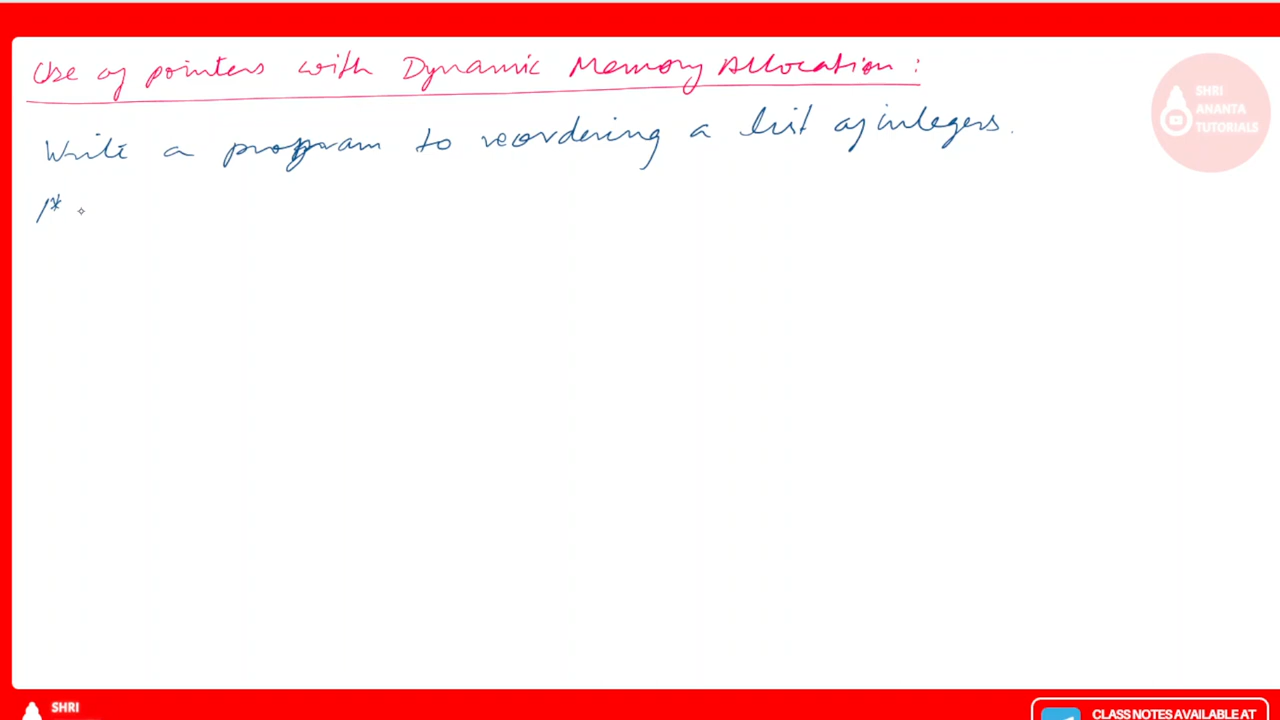 Use of pointers with Dynamic Memory Allocation :
Write a program to reordering a list of integers.
/*
SHRI
ANANTA
TUTORIALS
SHRI
CLASS NOTES AVAILABLE AT